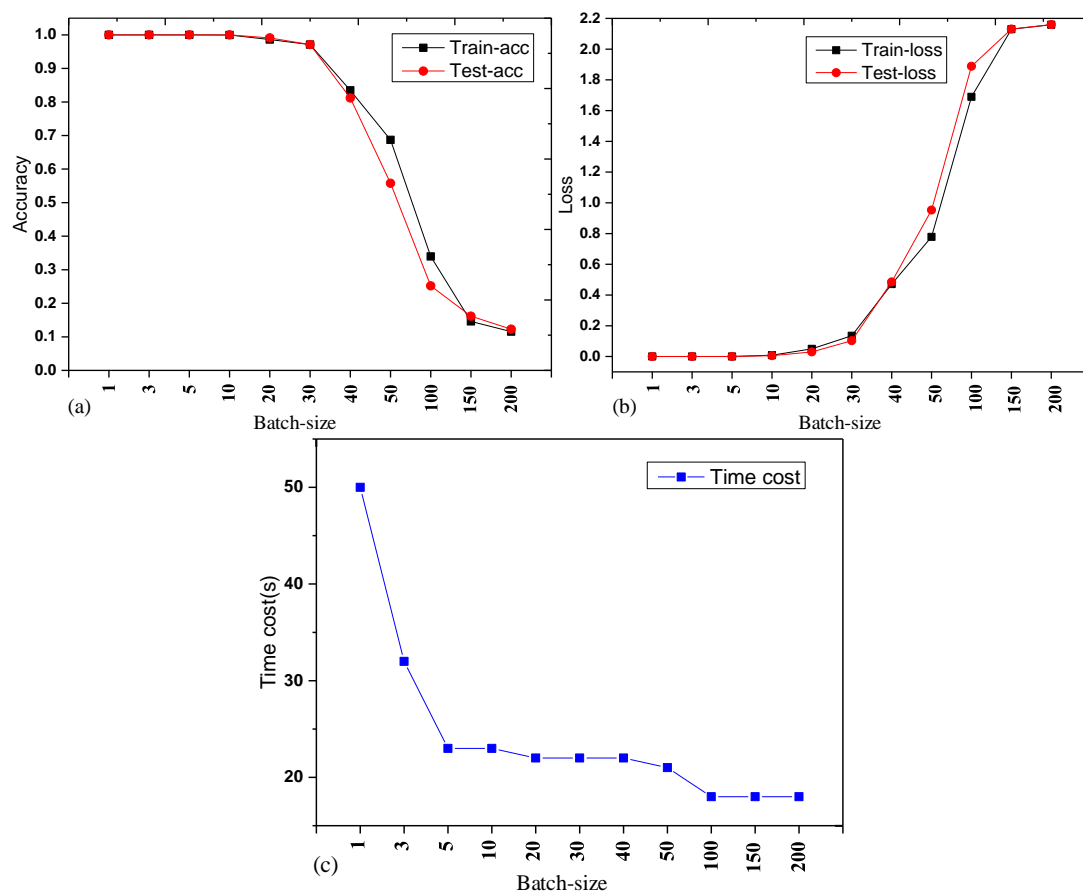 1.0
0.9
0.8
0.7
0.6
0.5
0.4
0.3
0.2
0.1
0.0
Accuracy
Train-acc
Test-acc
1 3 5 10 20 30 40 50 100 150 200
(a)
Batch-size
2.2
2.0
1.8
1.6
1.4
1.2
1.0
0.8
0.6
0.4
0.2
0.0
Loss
Train-loss
Test-loss
1 3 5 10 20 30 40 50 100 150 200
(b)
Batch-size
50
40
30
20
Time cost(s)
Time cost
1 3 5 10 20 30 40 50 100 150 200
(c)
Batch-size